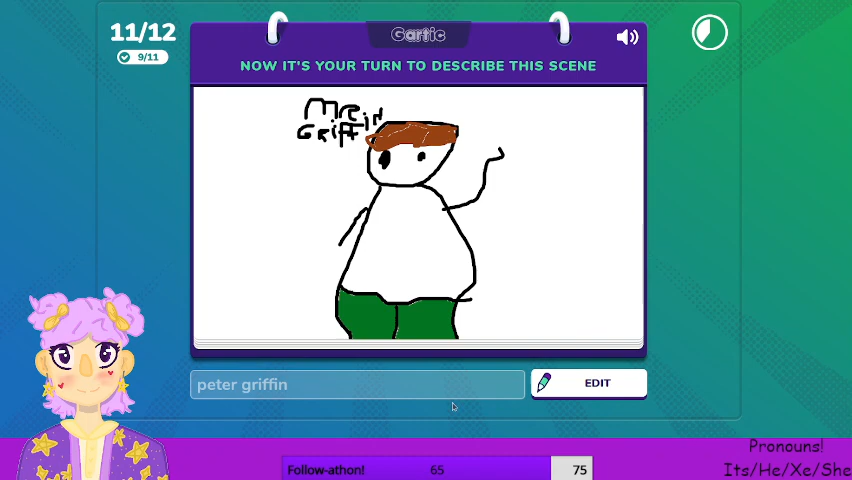 11/12
9/11
Gartic
NOW IT'S YOUR TURN TO DESCRIBE THIS SCENE
GRiffiN
peter griffin
EDIT
Follow-athon!
65
75
Pronouns!
Its/He/Xe/She